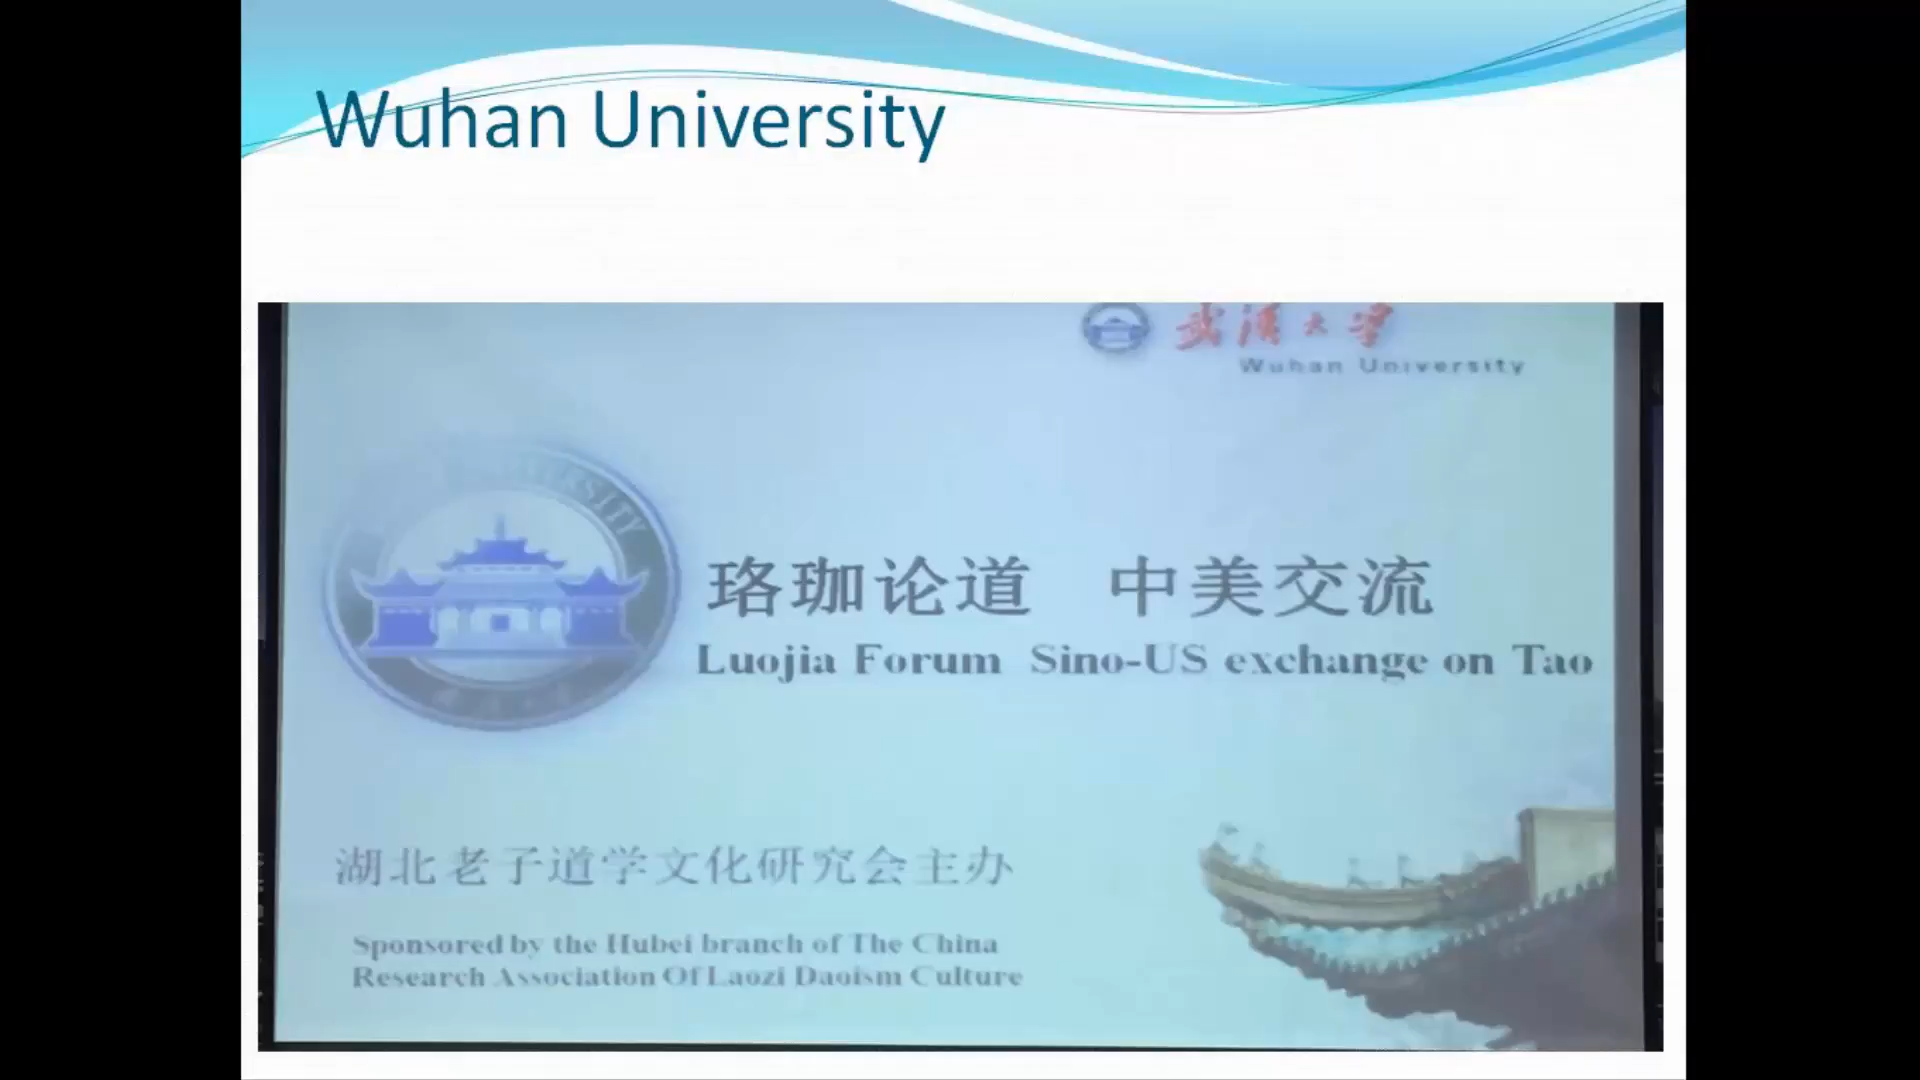 Wuhan University
武漢大学
Wuhan University
珞珈论道 中美交流
Luojia Forum Sino-US exchange on Tao
湖北老子道学文化研究会主办
Sponsored by the Hubei branch of The China
Research Association Of Laozi Daoism Culture